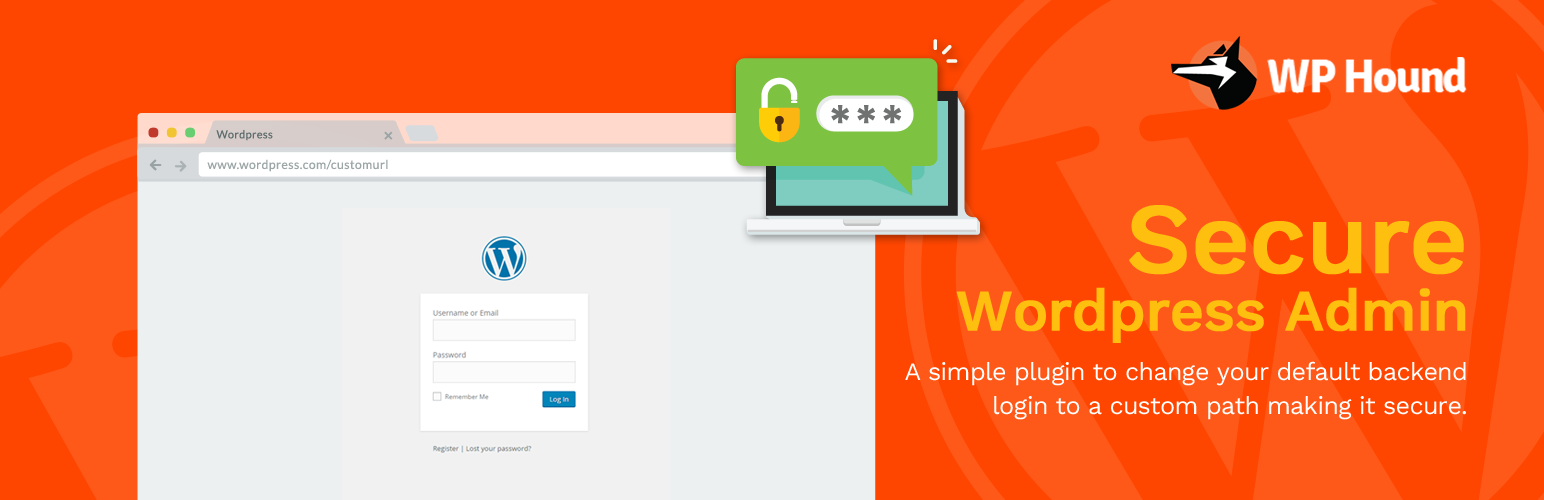 Wordpress
www.wordpress.com/customurl
Username or Email
Password
Remember Me
Log In
Register | Lost your password?
***
WP Hound
Secure
Wordpress Admin
A simple plugin to change your default backend
login to a custom path making it secure.